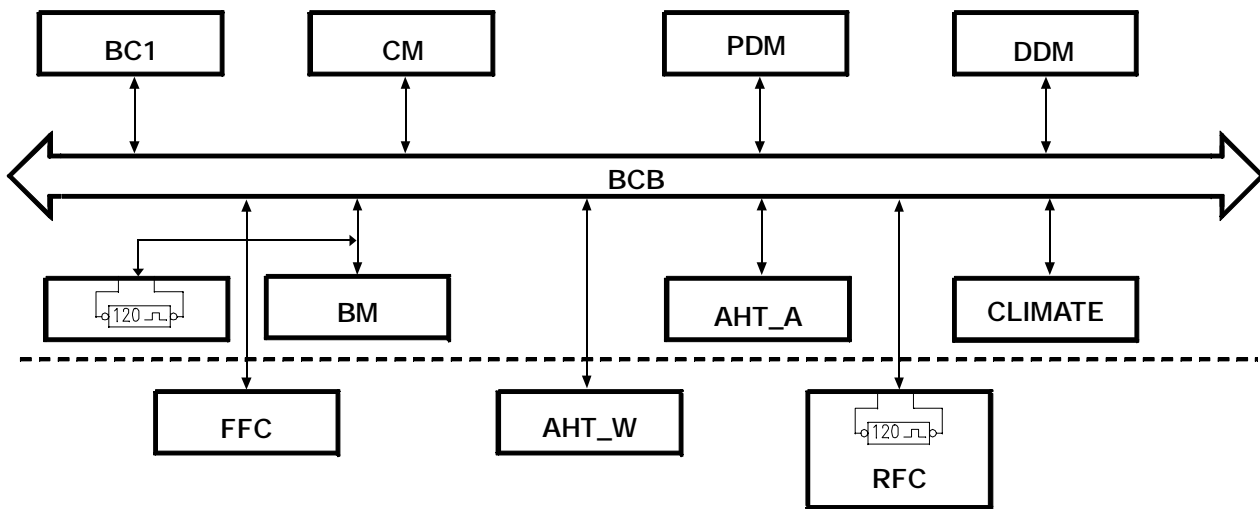 BC1
CM
PDM
DDM
BCB
120
BM
AHT_A
CLIMATE
FFC
AHT_W
120
RFC